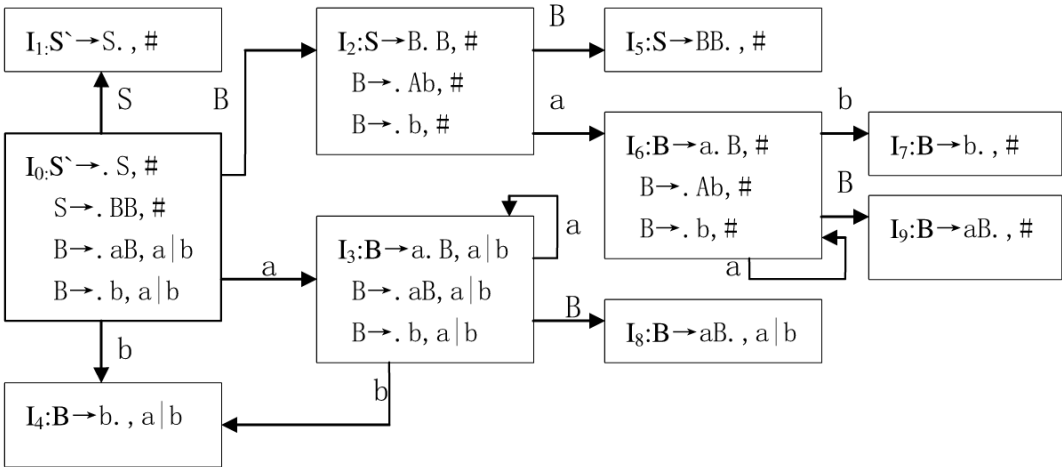 I₁:S`→S.,#
S
I₀:S`→.S,#
S→.BB,#
B→.aB,a|b
B→.b,a|b
b
I₄:B→b.,a|b
B
I₂:S→B.B,#
B→.Ab,#
B→.b,#
a
I₃:B→a.B,a|b
B→.aB,a|b
B→.b,a|b
a
b
B
I₅:S→BB.,#
a
I₆:B→a.B,#
B→.Ab,#
B→.b,#
a
B
I₈:B→aB.,a|b
b
I₇:B→b.,#
B
I₉:B→aB.,#